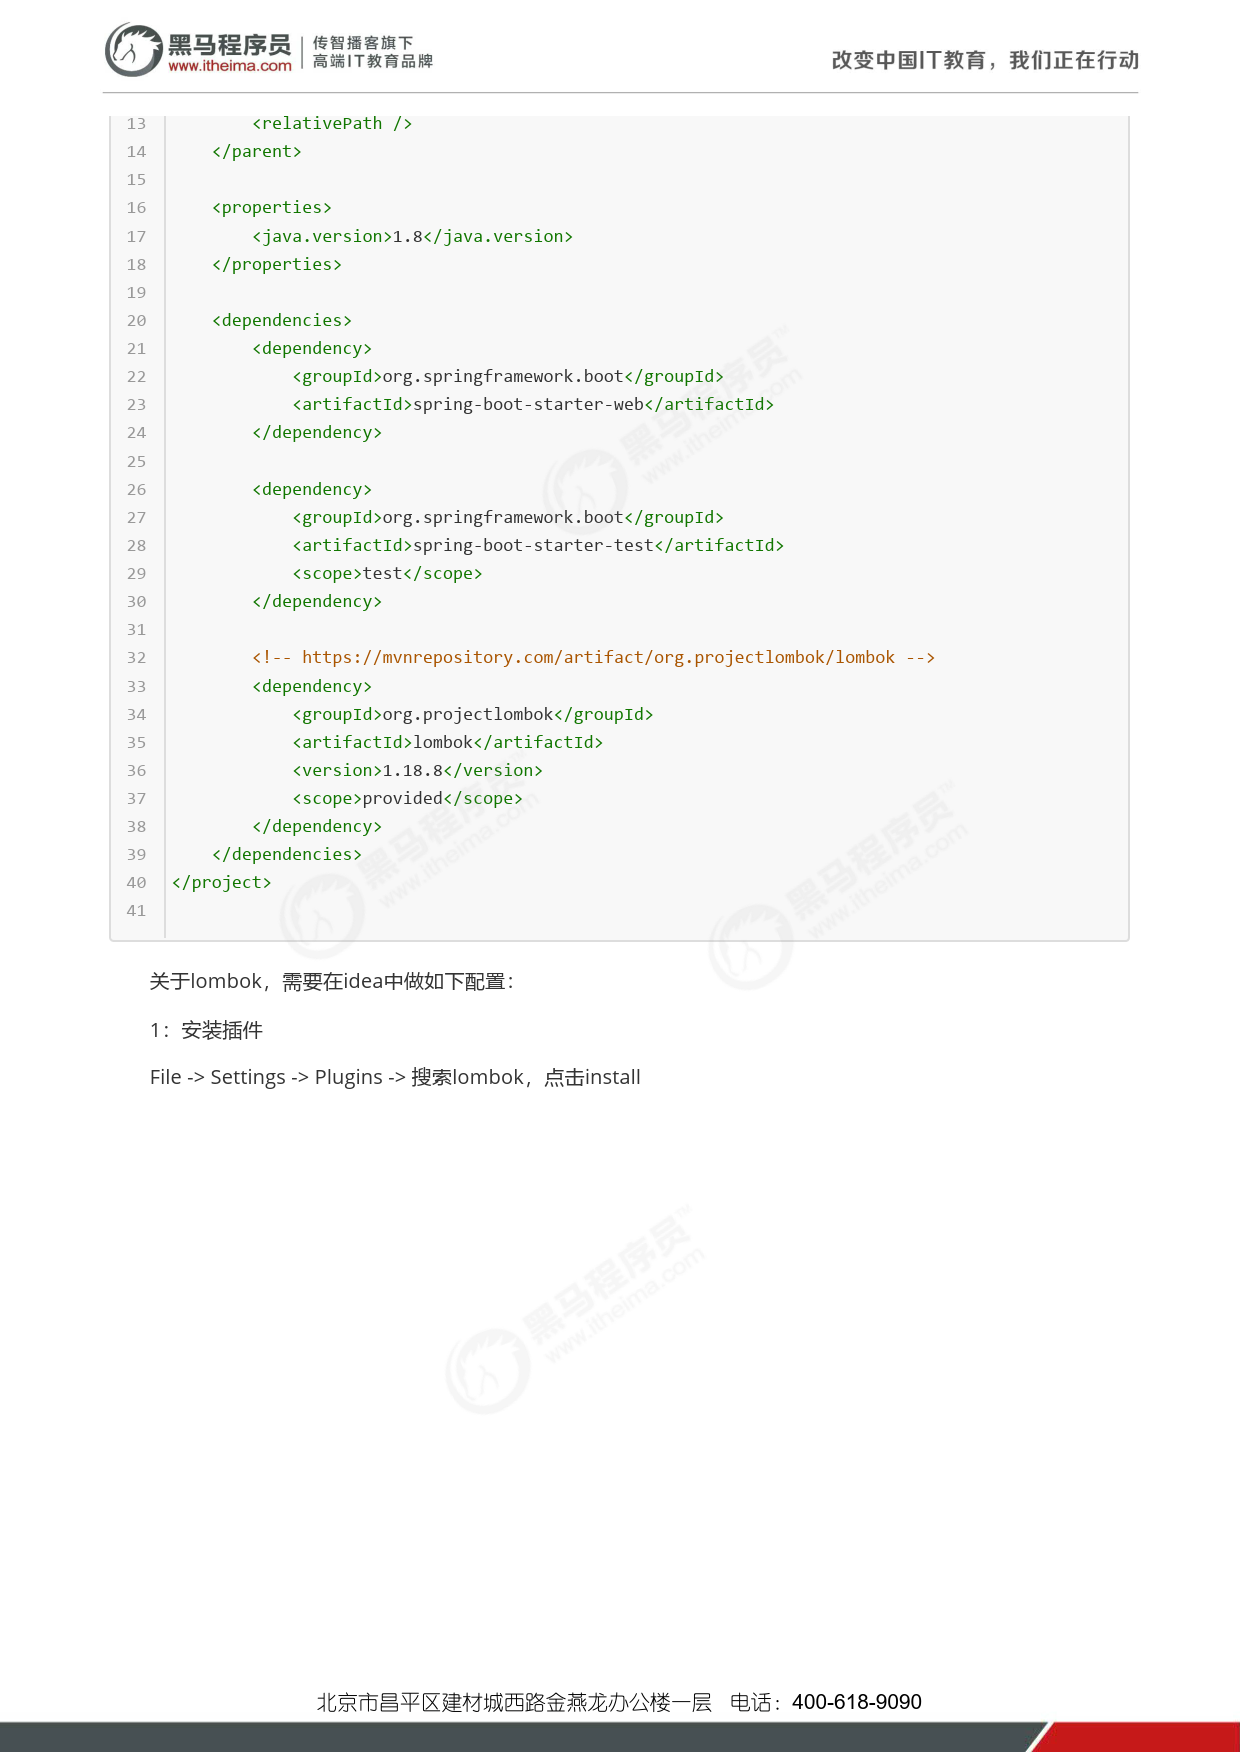 黑马程序员
www.itheima.com
传智播客旗下
高端IT教育品牌
改变中国IT教育，我们正在行动
13         <relativePath />
14     </parent>
15
16     <properties>
17         <java.version>1.8</java.version>
18     </properties>
19
20     <dependencies>
21         <dependency>
22             <groupId>org.springframework.boot</groupId>
23             <artifactId>spring-boot-starter-web</artifactId>
24         </dependency>
25
26         <dependency>
27             <groupId>org.springframework.boot</groupId>
28             <artifactId>spring-boot-starter-test</artifactId>
29             <scope>test</scope>
30         </dependency>
31
32         <!-- https://mvnrepository.com/artifact/org.projectlombok/lombok -->
33         <dependency>
34             <groupId>org.projectlombok</groupId>
35             <artifactId>lombok</artifactId>
36             <version>1.18.8</version>
37             <scope>provided</scope>
38         </dependency>
39     </dependencies>
40 </project>
41
关于lombok，需要在idea中做如下配置：
1：安装插件
File -> Settings -> Plugins -> 搜索lombok，点击install
北京市昌平区建材城西路金燕龙办公楼一层 电话：400-618-9090